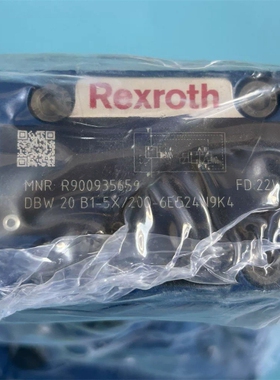 Rexroth
MNR: R900935659 FD:22
DBW 20 B1-5X/200-6EG24N9K4